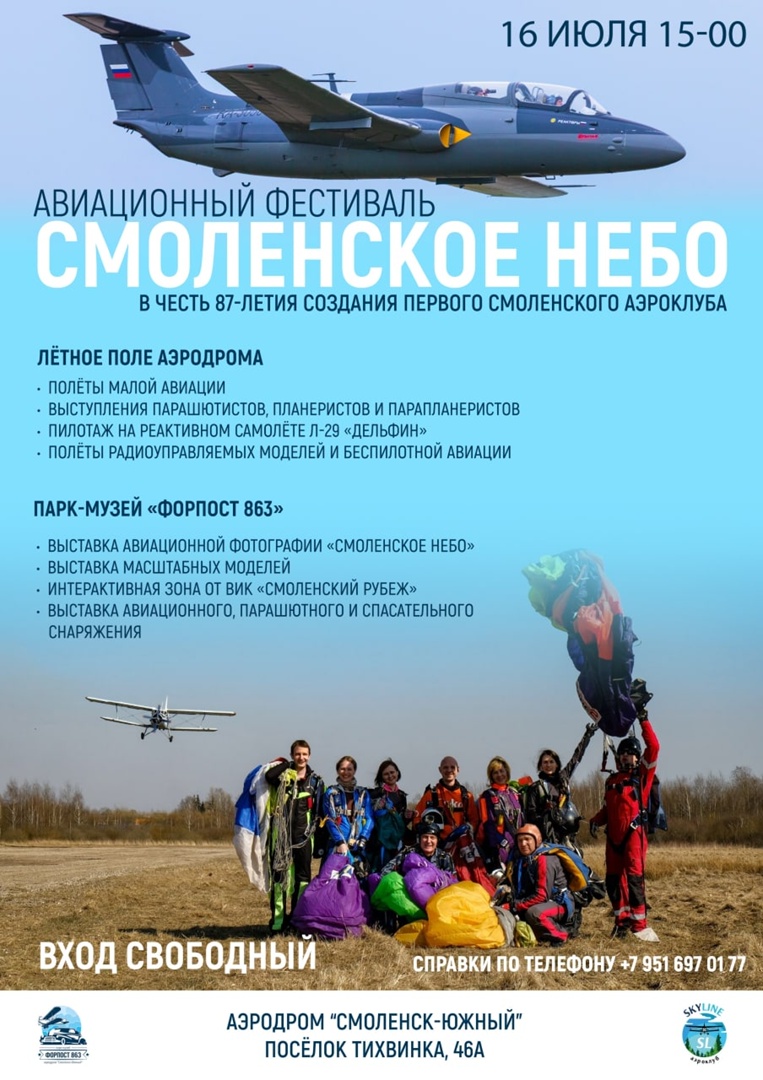 16 ИЮЛЯ 15-00
АВИАЦИОННЫЙ ФЕСТИВАЛЬ
СМОЛЕНСКОЕ НЕБО
В ЧЕСТЬ 87-ЛЕТИЯ СОЗДАНИЯ ПЕРВОГО СМОЛЕНСКОГО АЭРОКЛУБА
ЛЁТНОЕ ПОЛЕ АЭРОДРОМА
· ПОЛЁТЫ МАЛОЙ АВИАЦИИ
· ВЫСТУПЛЕНИЯ ПАРАШЮТИСТОВ, ПЛАНЕРИСТОВ И ПАРАПЛАНЕРИСТОВ
· ПИЛОТАЖ НА РЕАКТИВНОМ САМОЛЁТЕ Л-29 «ДЕЛЬФИН»
· ПОЛЁТЫ РАДИОУПРАВЛЯЕМЫХ МОДЕЛЕЙ И БЕСПИЛОТНОЙ АВИАЦИИ
ПАРК-МУЗЕЙ «ФОРПОСТ 863»
· ВЫСТАВКА АВИАЦИОННОЙ ФОТОГРАФИИ «СМОЛЕНСКОЕ НЕБО»
· ВЫСТАВКА МАСШТАБНЫХ МОДЕЛЕЙ
· ИНТЕРАКТИВНАЯ ЗОНА ОТ ВИК «СМОЛЕНСКИЙ РУБЕЖ»
· ВЫСТАВКА АВИАЦИОННОГО, ПАРАШЮТНОГО И СПАСАТЕЛЬНОГО
СНАРЯЖЕНИЯ
ВХОД СВОБОДНЫЙ
СПРАВКИ ПО ТЕЛЕФОНУ +7 951 697 01 77
АЭРОДРОМ “СМОЛЕНСК-ЮЖНЫЙ”
ПОСЁЛОК ТИХВИНКА, 46А
ФОРПОСТ 863
SKYLINE
SL
аэроклуб